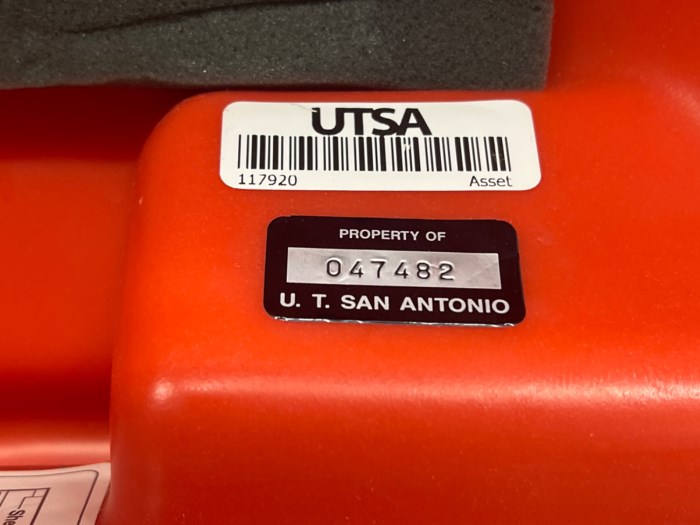 UTSA
117920 Asset
PROPERTY OF
047482
U. T. SAN ANTONIO